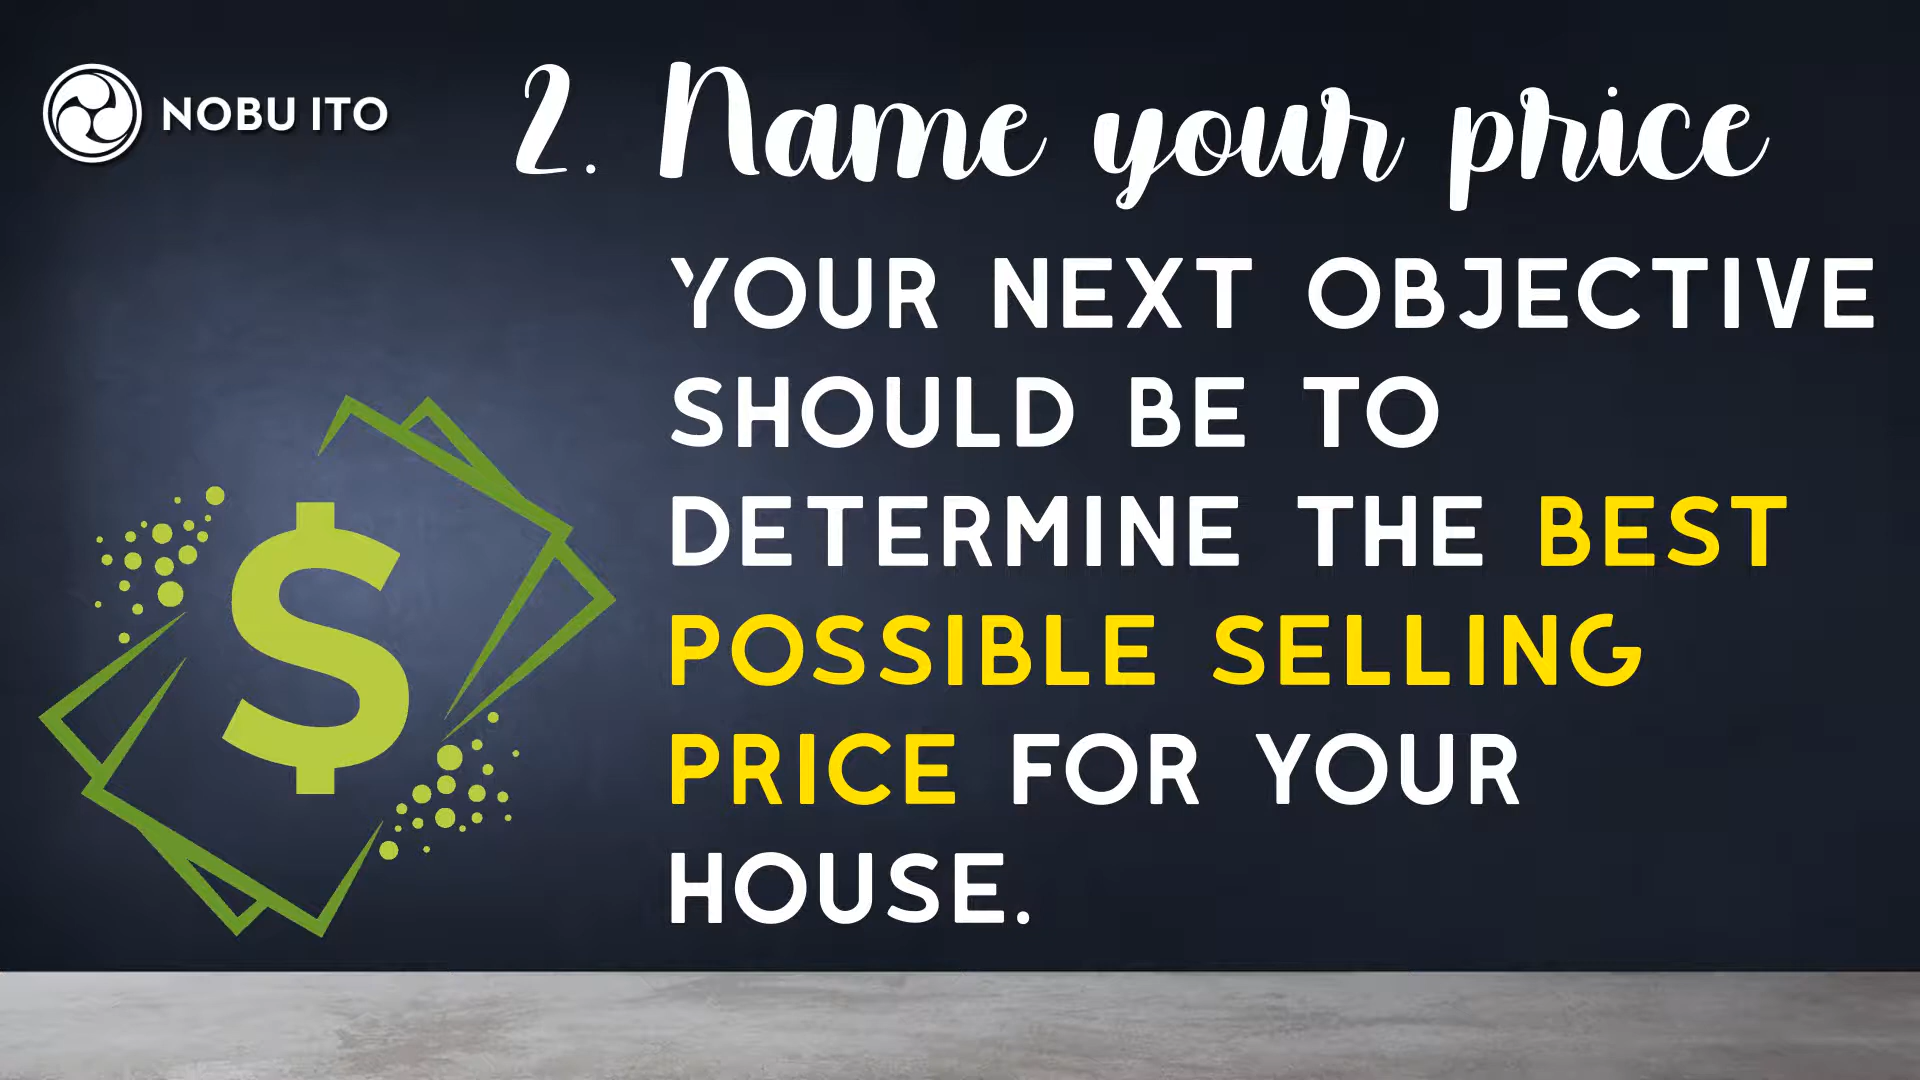 NOBU ITO
2. Name your price
YOUR NEXT OBJECTIVE
SHOULD BE TO
DETERMINE THE BEST
POSSIBLE SELLING
PRICE FOR YOUR
HOUSE.
$